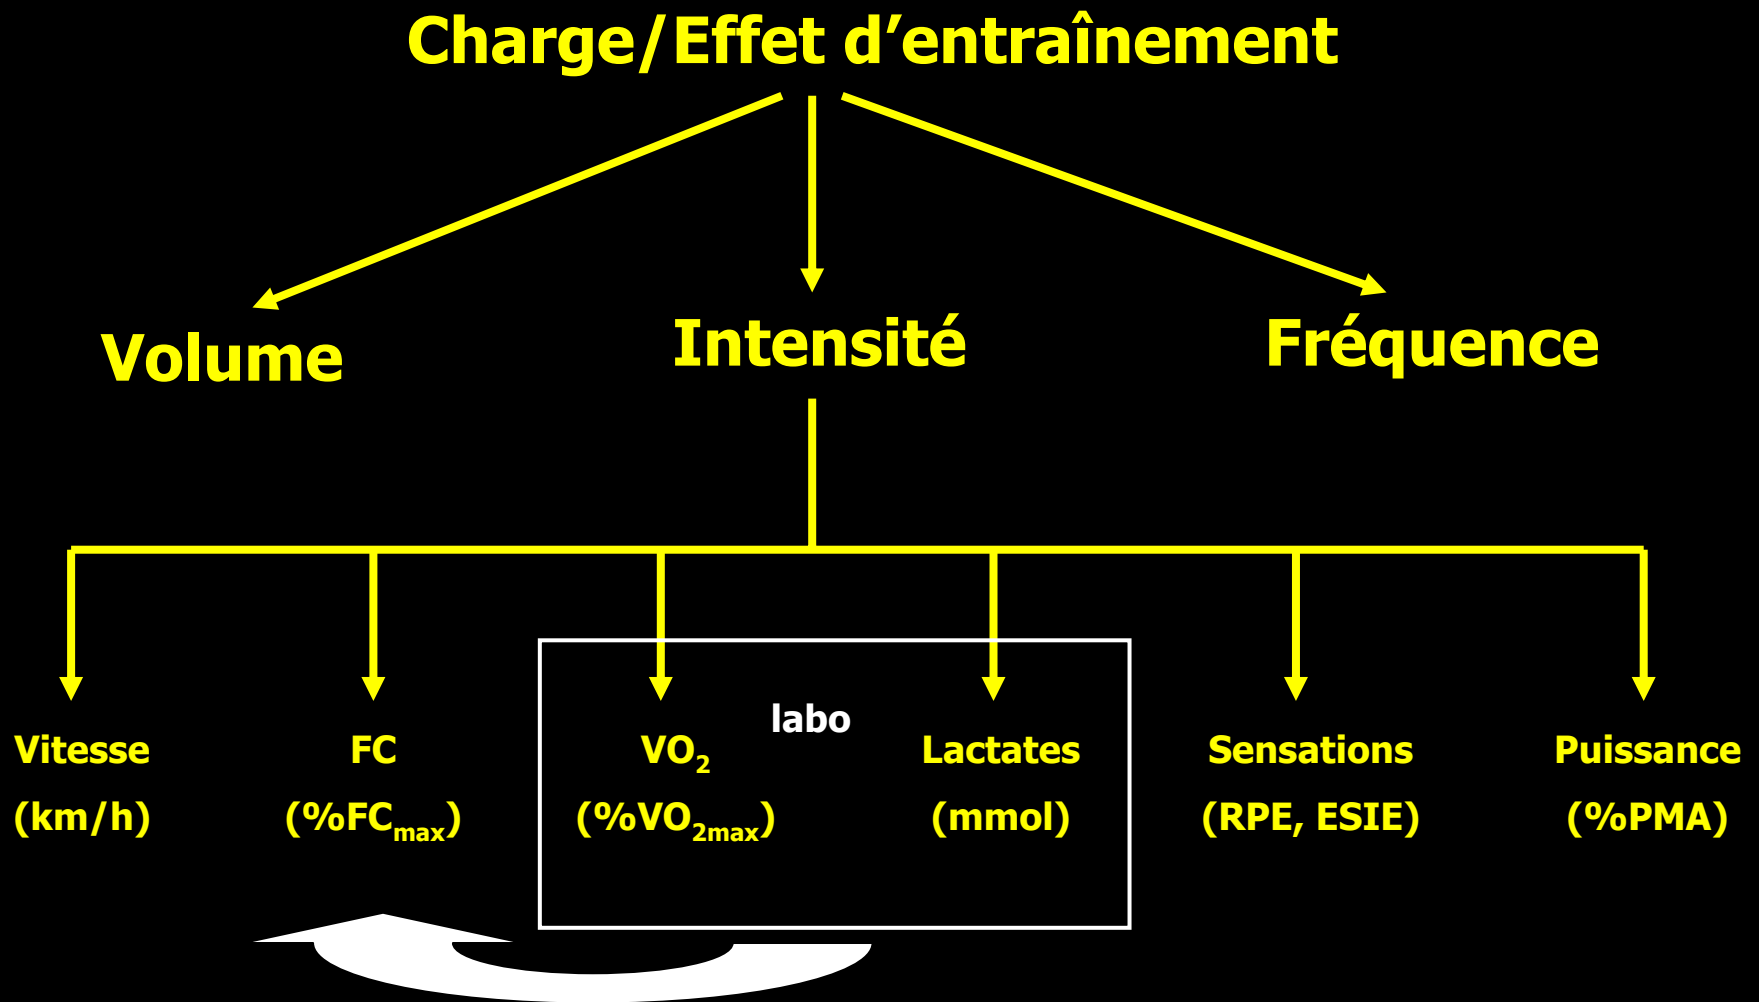 Charge/Effet d’entraînement
Volume
Intensité
Fréquence
labo
Vitesse
(km/h)
FC
(%FCmax)
VO2
(%VO2max)
Lactates
(mmol)
Sensations
(RPE, ESIE)
Puissance
(%PMA)